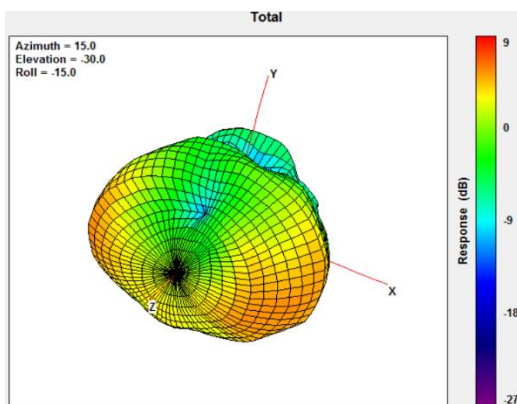 Total
Azimuth = 15.0
Elevation = -30.0
Roll = -15.0
Y
X
Z
9
0
-9
-18
-27
Response (dB)